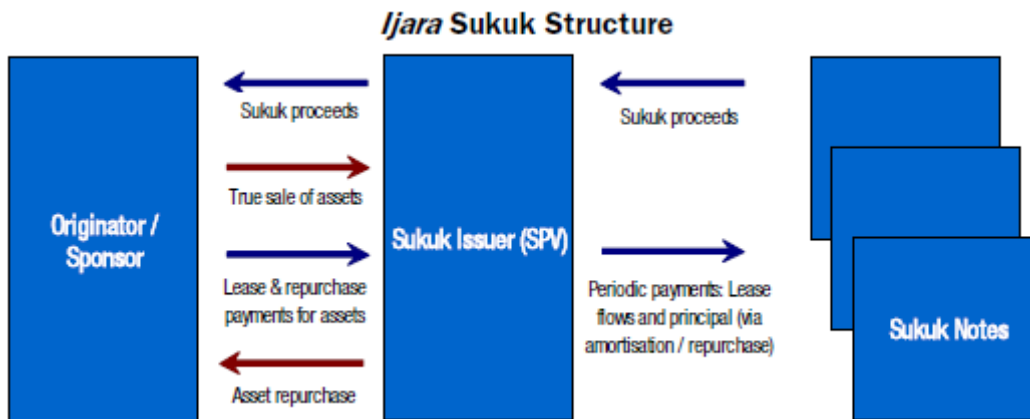 Ijara Sukuk Structure
Originator /
Sponsor
Sukuk proceeds
True sale of assets
Lease & repurchase
payments for assets
Asset repurchase
Sukuk Issuer (SPV)
Sukuk proceeds
Periodic payments: Lease
flows and principal (via
amortisation / repurchase)
Sukuk Notes